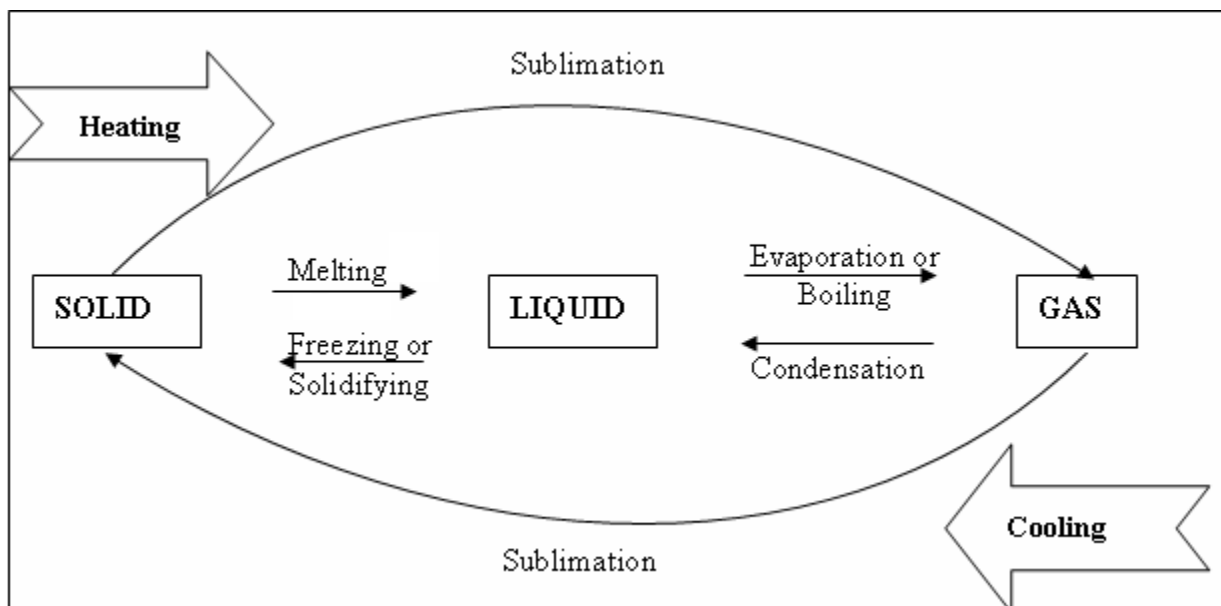 Sublimation
Heating
Melting
Evaporation or
Boiling
SOLID
LIQUID
GAS
Freezing or
Solidifying
Condensation
Cooling
Sublimation